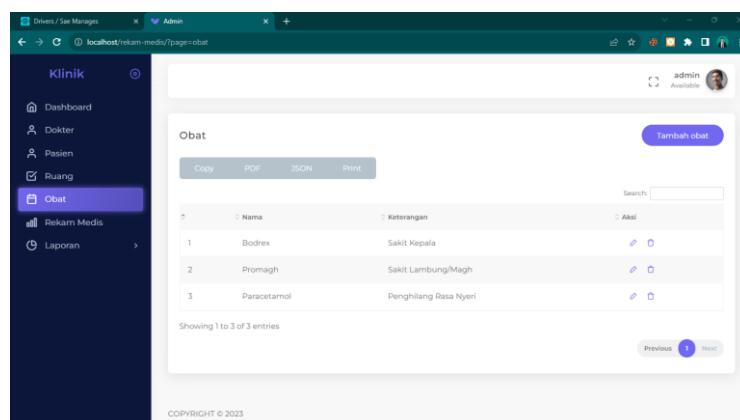 Drivers / Sae Manages
Admin
localhost/rekam-medis/?page=obat
Klinik
admin
Available
Dashboard
Dokter
Pasien
Ruang
Obat
Rekam Medis
Laporan
Obat
Tambah obat
Copy PDF JSON Print
Search:
Nama Keterangan Aksi
1 Bodrex Sakit Kepala
2 Promagh Sakit Lambung/Magh
3 Paracetamol Penghilang Rasa Nyeri
Showing 1 to 3 of 3 entries
Previous 1 Next
COPYRIGHT © 2023